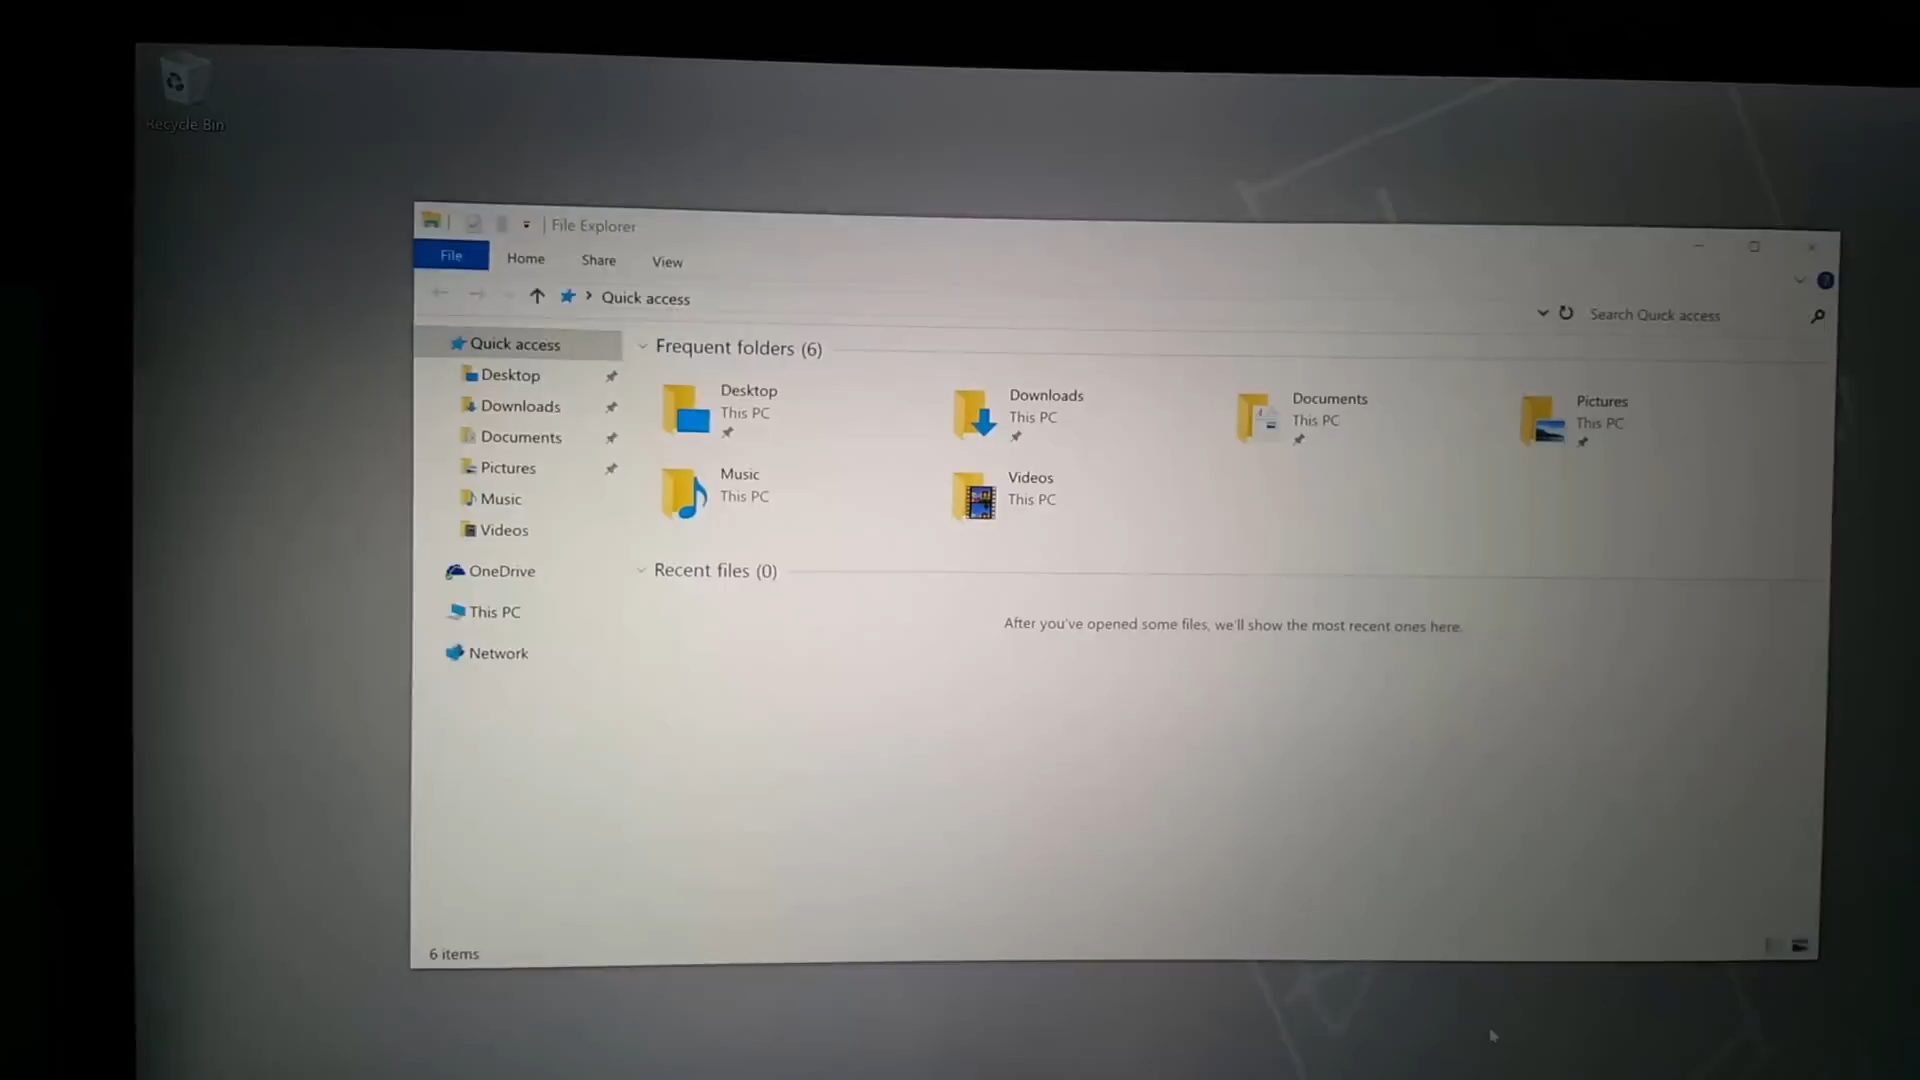 Recycle Bin
File Explorer
File Home Share View
Quick access
Search Quick access
Quick access
Desktop
Downloads
Documents
Pictures
Music
Videos
OneDrive
This PC
Network
Frequent folders (6)
Desktop
This PC
Downloads
This PC
Documents
This PC
Pictures
This PC
Music
This PC
Videos
This PC
Recent files (0)
After you've opened some files, we'll show the most recent ones here.
6 items